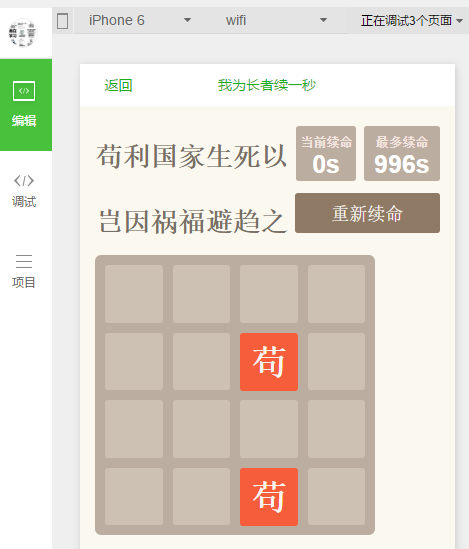 iPhone 6
wifi
正在调试3个页面
编辑
调试
项目
返回
我为长者续一秒
苟利国家生死以
岂因祸福避趋之
当前续命
0s
最多续命
996s
重新续命
苟
苟